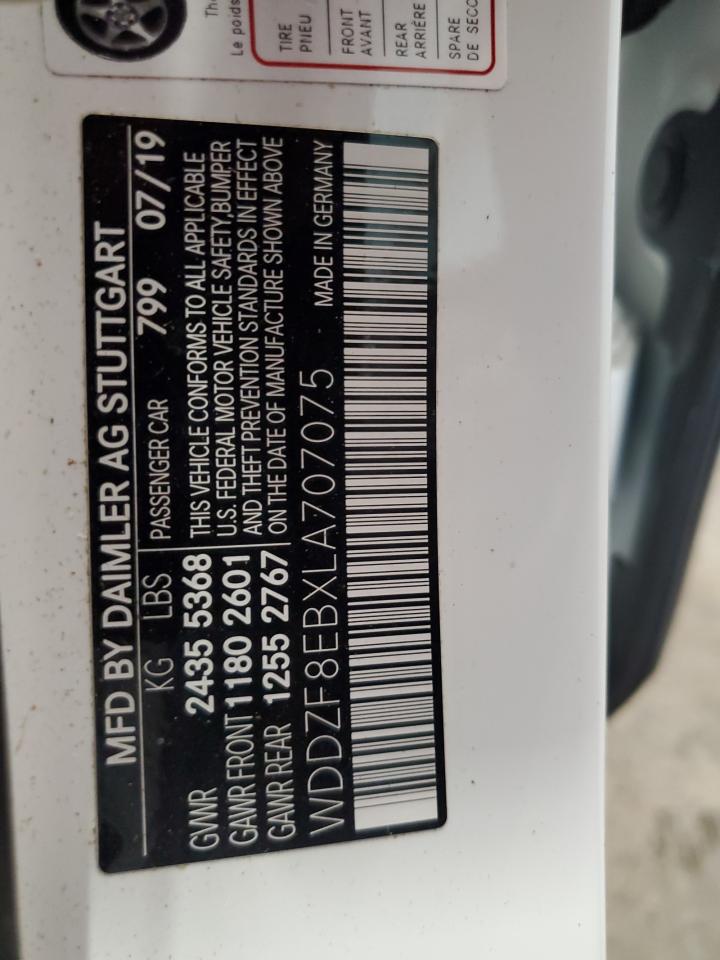 Th
Le poids
TIRE
PNEU
FRONT
AVANT
REAR
ARRIÈRE
SPARE
DE SECO
MFD BY DAIMLER AG STUTTGART
KG LBS PASSENGER CAR 799 07/19
GVWR 2435 5368 THIS VEHICLE CONFORMS TO ALL APPLICABLE
GAWR FRONT 1180 2601 U.S. FEDERAL MOTOR VEHICLE SAFETY,BUMPER
AND THEFT PREVENTION STANDARDS IN EFFECT
GAWR REAR 1255 2767 ON THE DATE OF MANUFACTURE SHOWN ABOVE
WDDZF8EBXLA707075 MADE IN GERMANY